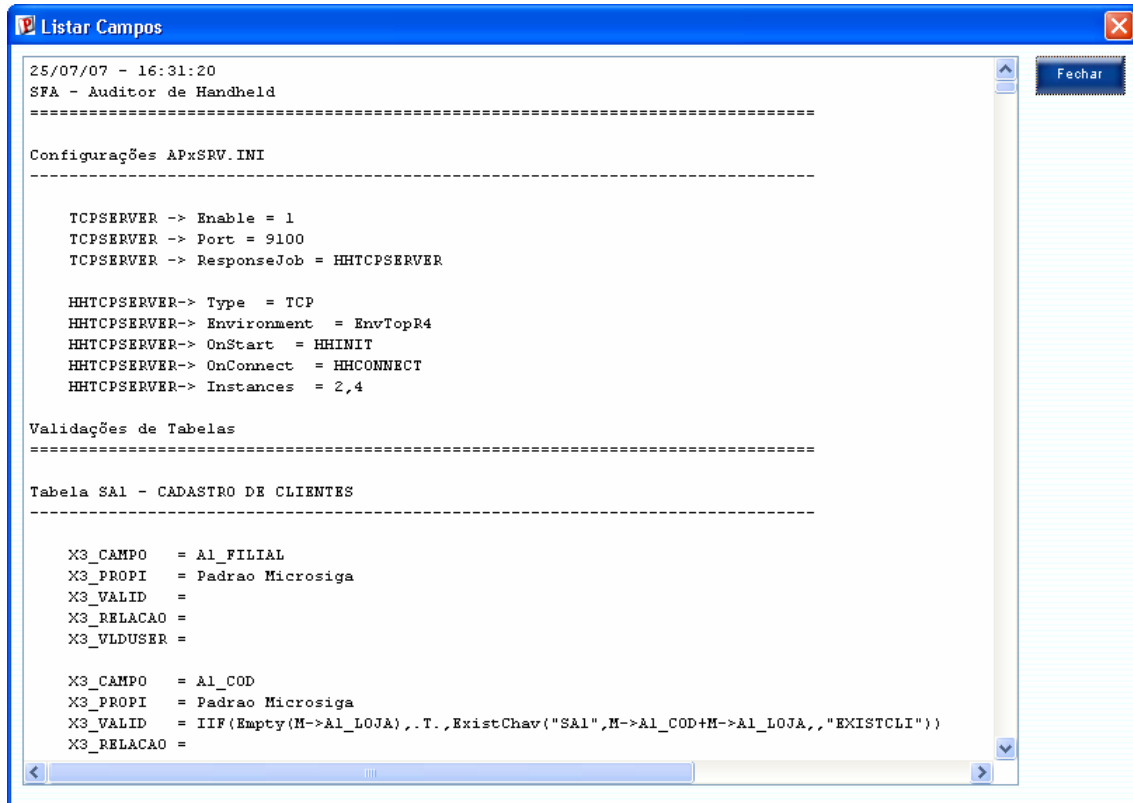 Listar Campos
Fechar
25/07/07 - 16:31:20
SFA - Auditor de Handheld
================================================================================
Configurações APxSRV.INI
--------------------------------------------------------------------------------
TCPSERVER -> Enable = 1
TCPSERVER -> Port = 9100
TCPSERVER -> ResponseJob = HHTCPSERVER
HHTCPSERVER-> Type  = TCP
HHTCPSERVER-> Environment  = EnvTopR4
HHTCPSERVER-> OnStart  = HHINIT
HHTCPSERVER-> OnConnect  = HHCONNECT
HHTCPSERVER-> Instances  = 2,4
Validações de Tabelas
================================================================================
Tabela SA1 - CADASTRO DE CLIENTES
--------------------------------------------------------------------------------
X3_CAMPO   = A1_FILIAL
X3_PROPI   = Padrao Microsiga
X3_VALID   =
X3_RELACAO =
X3_VLDUSER =
X3_CAMPO   = A1_COD
X3_PROPI   = Padrao Microsiga
X3_VALID   = IIF(Empty(M->A1_LOJA),.T.,ExistChav("SA1",M->A1_COD+M->A1_LOJA,,"EXISTCLI"))
X3_RELACAO =